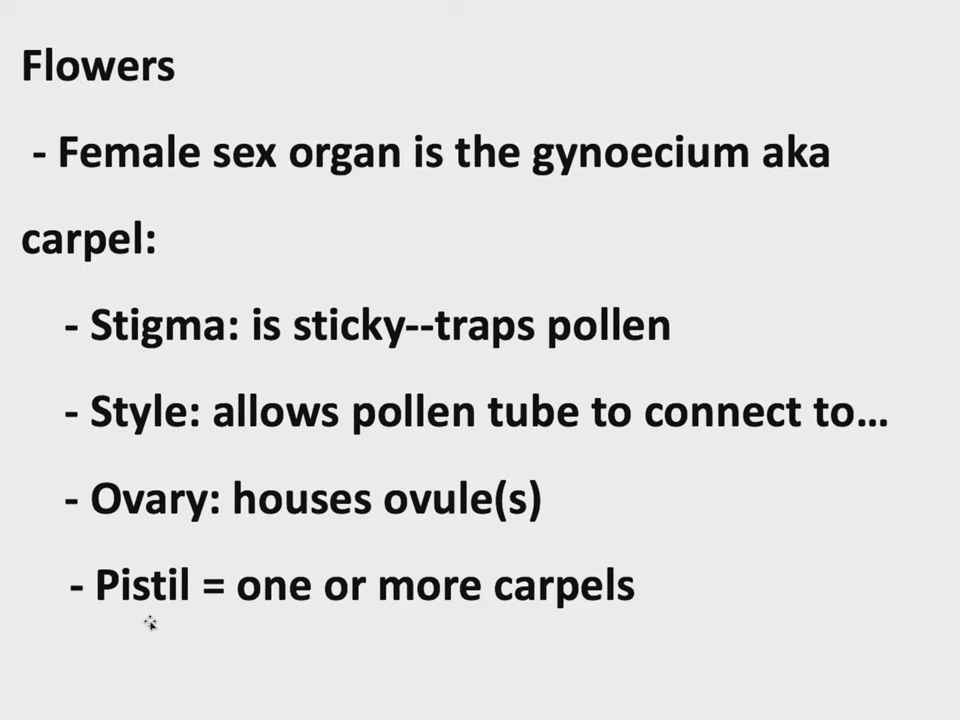 Flowers
- Female sex organ is the gynoecium aka
carpel:
- Stigma: is sticky--traps pollen
- Style: allows pollen tube to connect to…
- Ovary: houses ovule(s)
- Pistil = one or more carpels